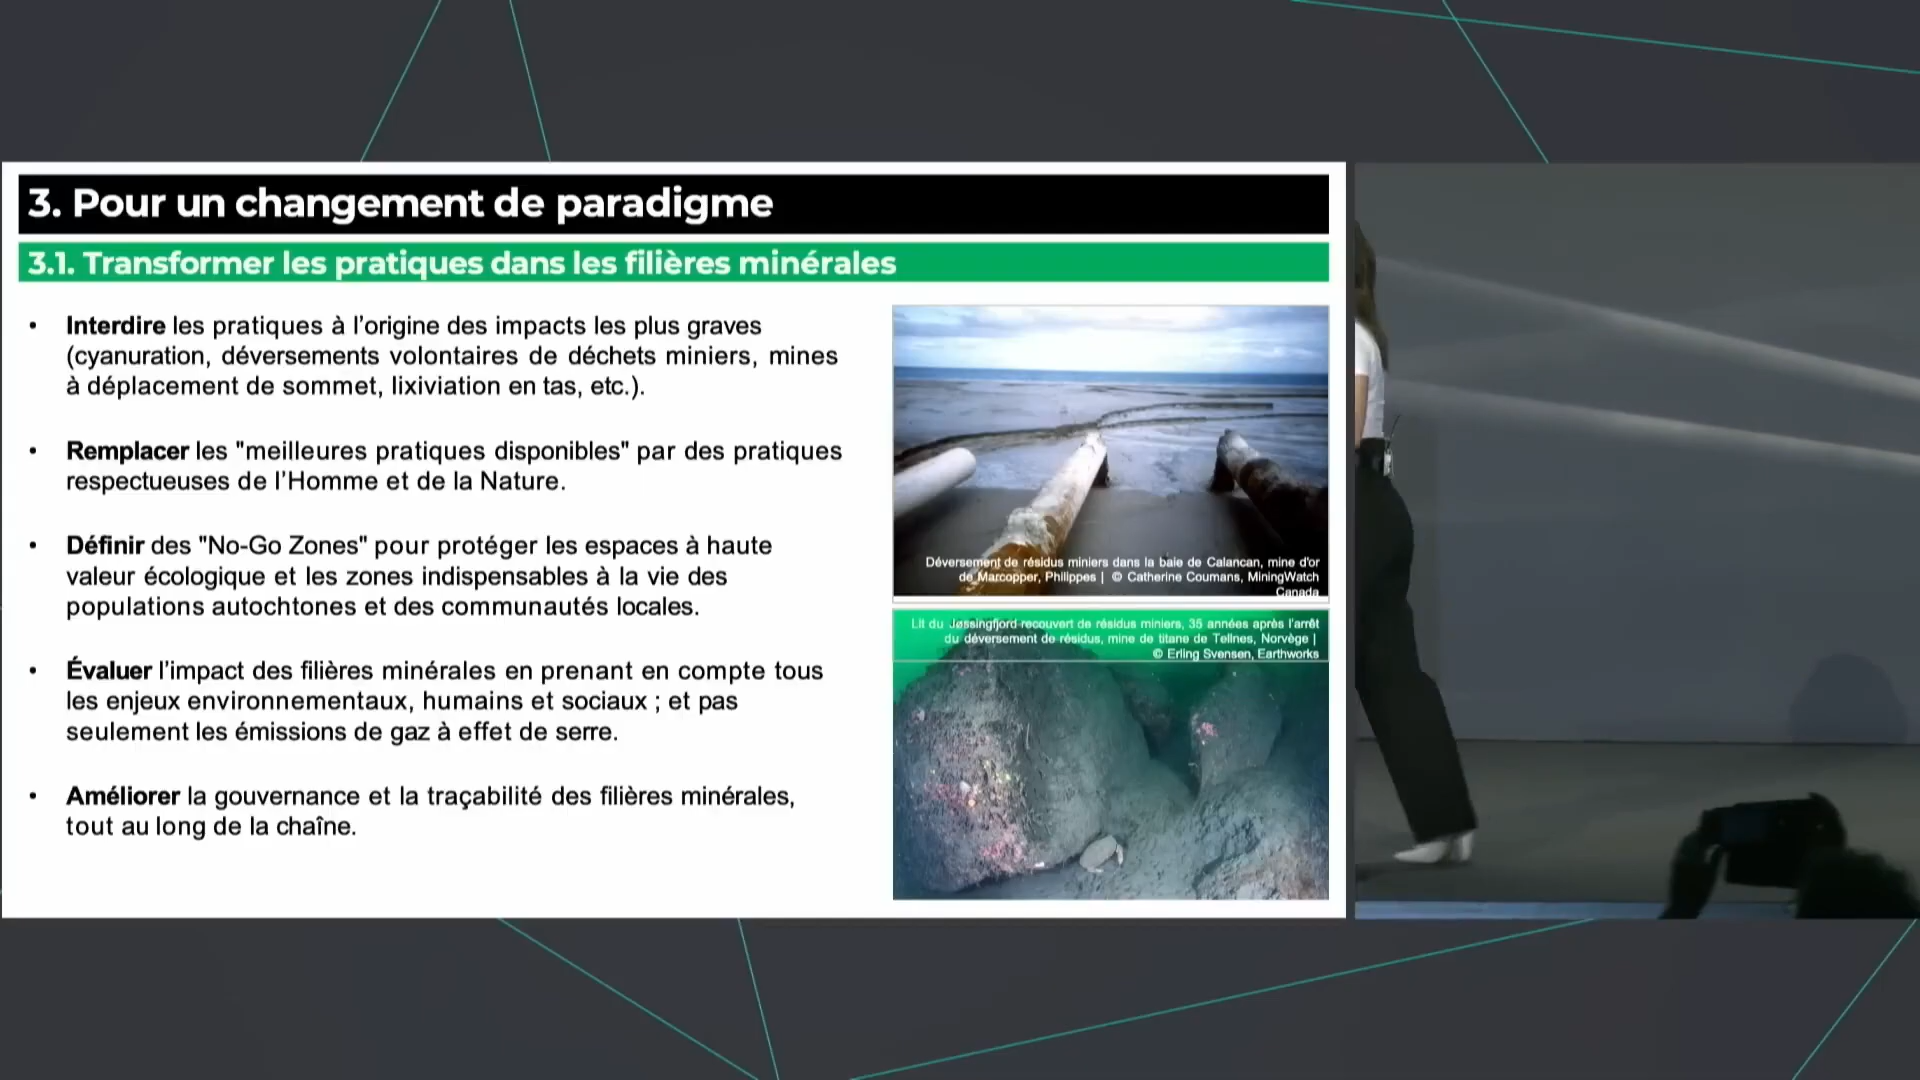 3. Pour un changement de paradigme
3.1. Transformer les pratiques dans les filières minérales
• Interdire les pratiques à l’origine des impacts les plus graves
(cyanuration, déversements volontaires de déchets miniers, mines
à déplacement de sommet, lixiviation en tas, etc.).
• Remplacer les "meilleures pratiques disponibles" par des pratiques
respectueuses de l’Homme et de la Nature.
• Définir des "No-Go Zones" pour protéger les espaces à haute
valeur écologique et les zones indispensables à la vie des
populations autochtones et des communautés locales.
• Évaluer l’impact des filières minérales en prenant en compte tous
les enjeux environnementaux, humains et sociaux ; et pas
seulement les émissions de gaz à effet de serre.
• Améliorer la gouvernance et la traçabilité des filières minérales,
tout au long de la chaîne.
Déversement de résidus miniers dans la baie de Calancan, mine d'or
de Marcopper, Philippes | © Catherine Coumans, MiningWatch
Canada
Lit du Jøssingfjord recouvert de résidus miniers, 35 années après l’arrêt
du déversement de résidus, mine de titane de Tellnes, Norvège |
© Erling Svensen, Earthworks